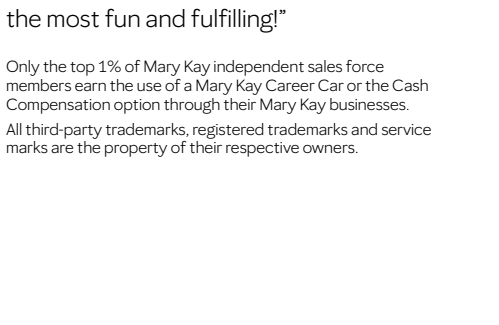 the most fun and fulfilling!”
Only the top 1% of Mary Kay independent sales force
members earn the use of a Mary Kay Career Car or the Cash
Compensation option through their Mary Kay businesses.
All third-party trademarks, registered trademarks and service
marks are the property of their respective owners.